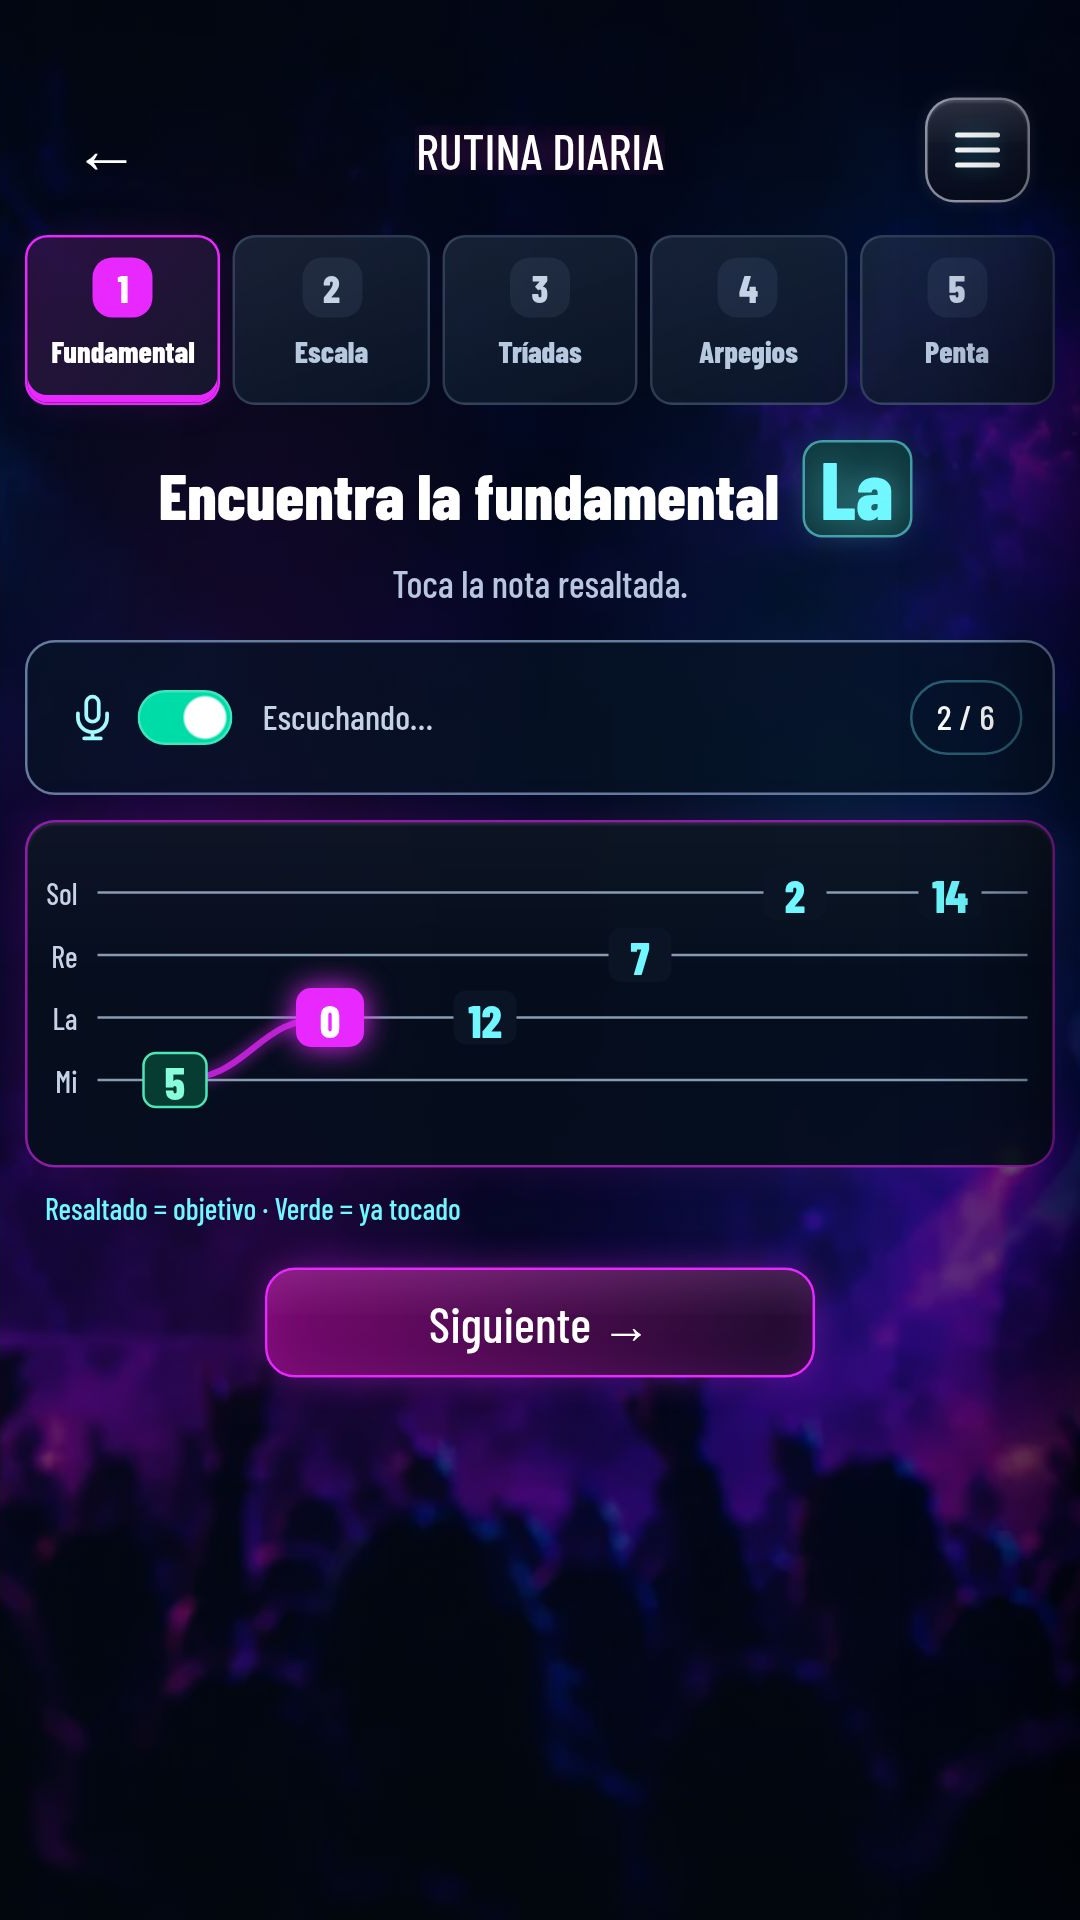 ← RUTINA DIARIA
1 2 3 4 5
Fundamental Escala Tríadas Arpegios Penta
Encuentra la fundamental La
Toca la nota resaltada.
Escuchando... 2 / 6
Sol 2 14
Re 7
La 0 12
Mi 5
Resaltado = objetivo · Verde = ya tocado
Siguiente →